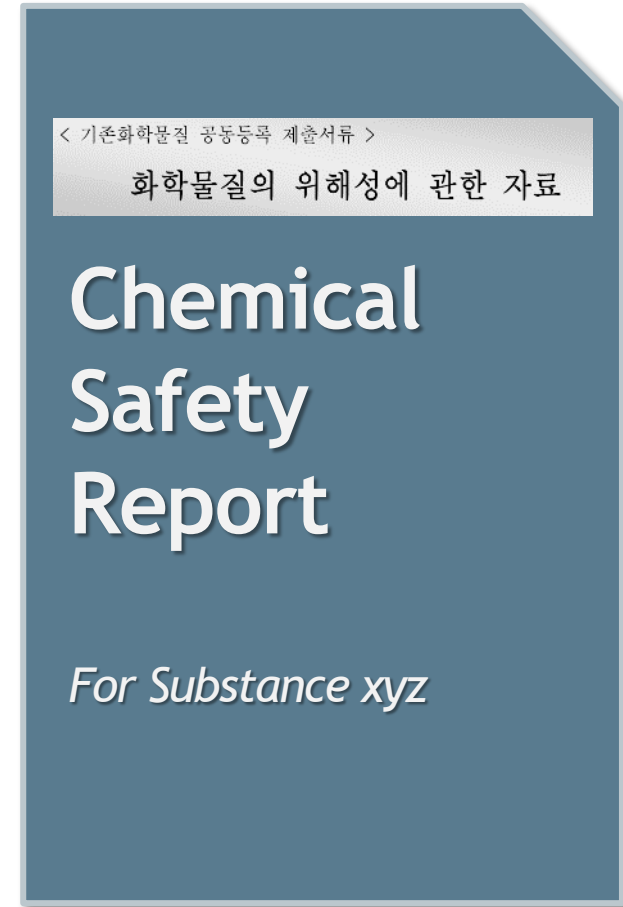 < 기존화학물질 공동등록 제출서류 >
화학물질의 위해성에 관한 자료
Chemical
Safety
Report
For Substance xyz